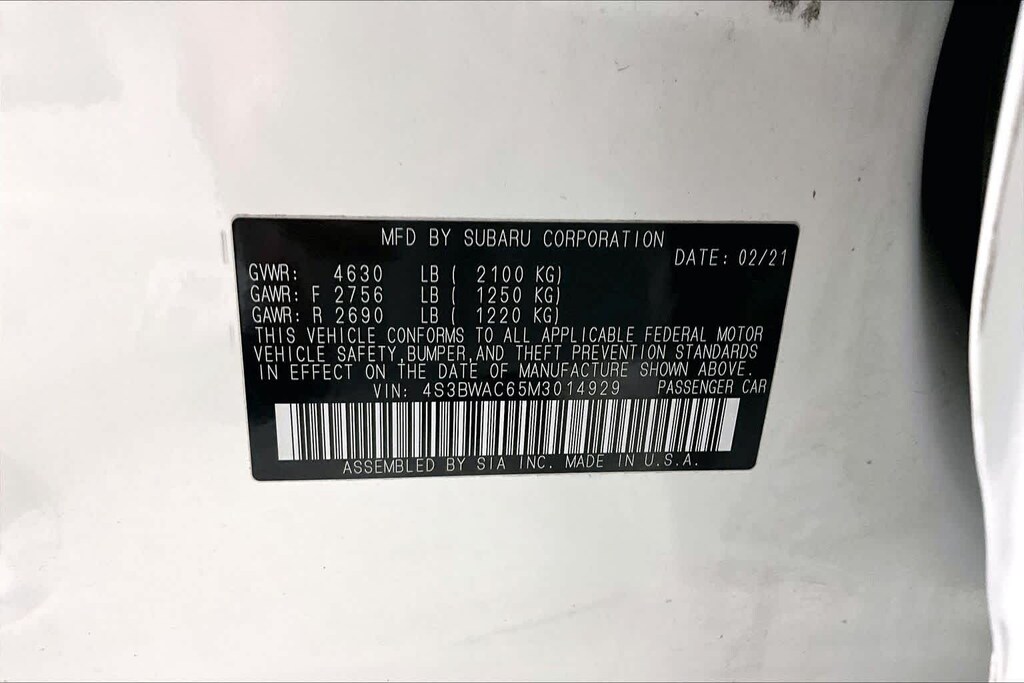 MFD BY SUBARU CORPORATION
DATE: 02/21
GVWR: 4630 LB ( 2100 KG)
GAWR: F 2756 LB ( 1250 KG)
GAWR: R 2690 LB ( 1220 KG)
THIS VEHICLE CONFORMS TO ALL APPLICABLE FEDERAL MOTOR
VEHICLE SAFETY,BUMPER,AND THEFT PREVENTION STANDARDS
IN EFFECT ON THE DATE OF MANUFACTURE SHOWN ABOVE.
VIN: 4S3BWAC65M3014929 PASSENGER CAR
ASSEMBLED BY SIA INC. MADE IN U.S.A.